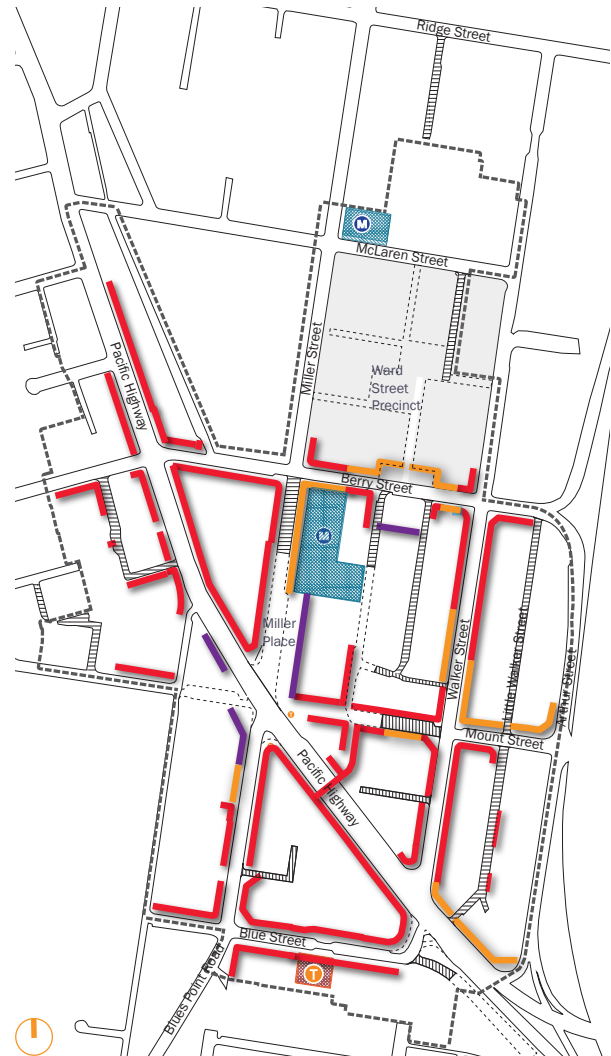 Ridge Street
M
McLaren Street
Miller Street
Pacific Highway
Ward
Street
Precinct
Berry Street
M
Miller
Place
Walker Street
Little Walker Street
Arthur Street
Mount Street
Pacific Highway
Blue Street
Blues Point Road
T